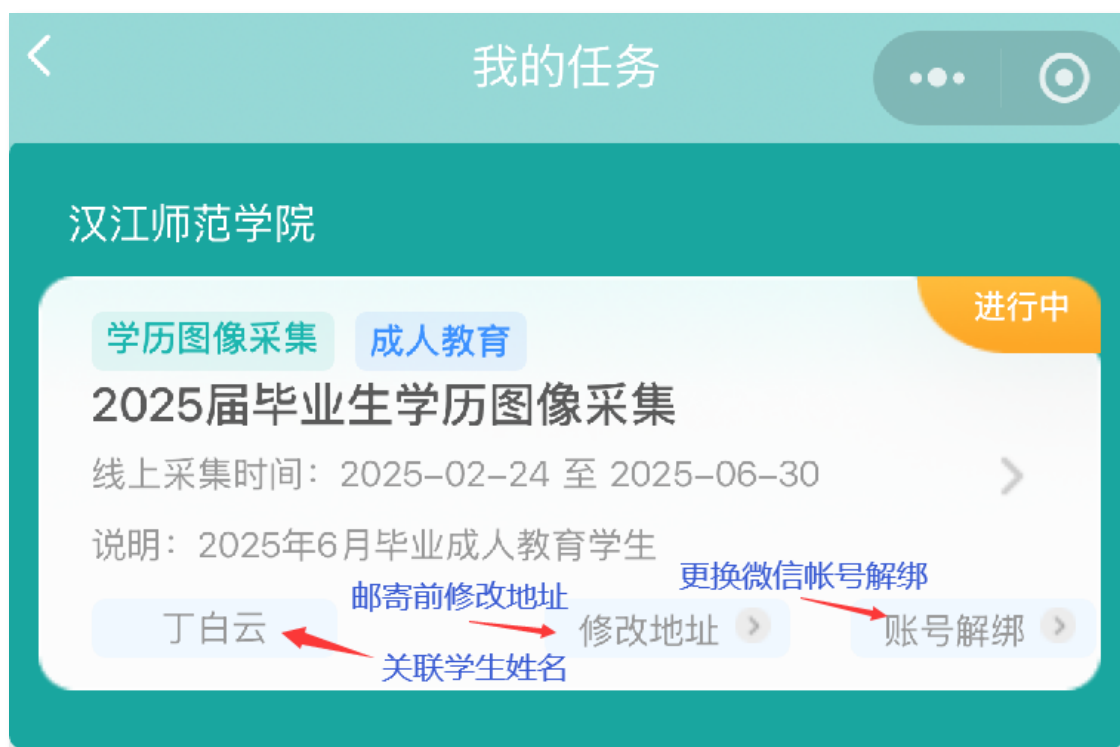 我的任务
汉江师范学院
进行中
学历图像采集 成人教育
2025届毕业生学历图像采集
线上采集时间：2025-02-24 至 2025-06-30
说明：2025年6月毕业成人教育学生
更换微信帐号解绑
邮寄前修改地址
丁白云 修改地址 账号解绑
关联学生姓名